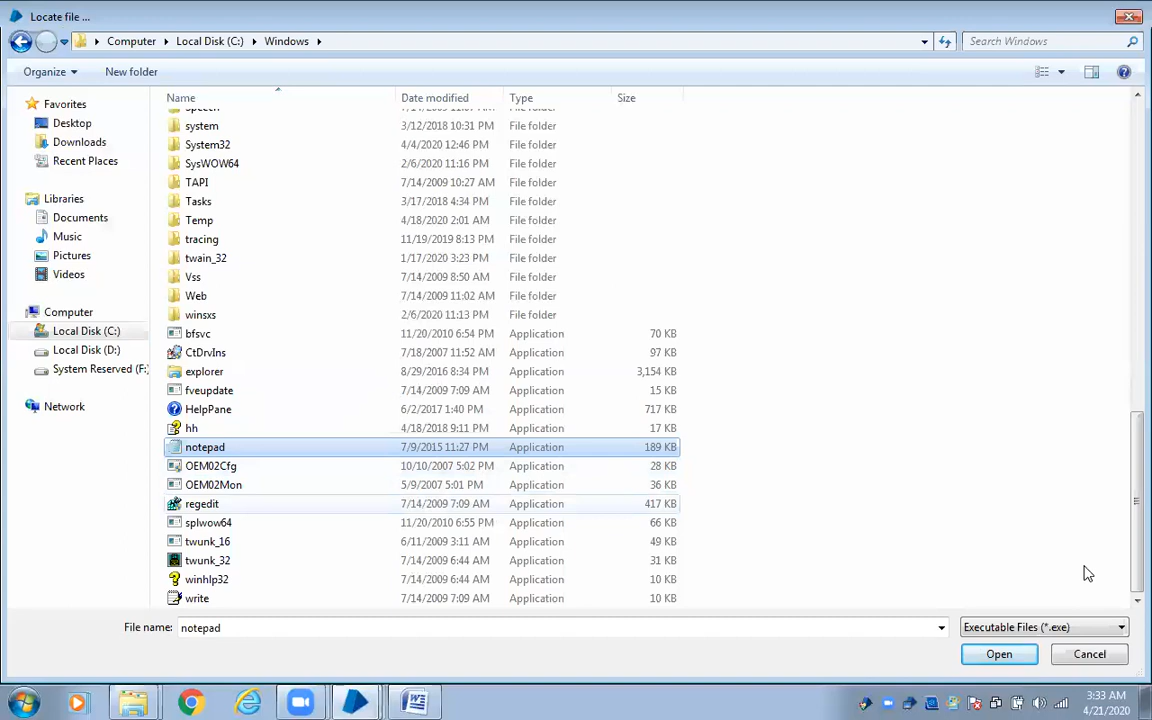 Locate file ...
Computer Local Disk (C:) Windows
Search Windows
Organize New folder
Name Date modified Type Size
Favorites
Desktop
Downloads
Recent Places
Libraries
Documents
Music
Pictures
Videos
Computer
Local Disk (C:)
Local Disk (D:)
System Reserved (F:)
Network
system 3/12/2018 10:31 PM File folder
System32 4/4/2020 12:46 PM File folder
SysWOW64 2/6/2020 11:16 PM File folder
TAPI 7/14/2009 10:27 AM File folder
Tasks 3/17/2018 4:34 PM File folder
Temp 4/18/2020 2:01 AM File folder
tracing 11/19/2019 8:13 PM File folder
twain_32 1/17/2020 3:23 PM File folder
Vss 7/14/2009 8:50 AM File folder
Web 7/14/2009 11:02 AM File folder
winsxs 2/6/2020 11:13 PM File folder
bfsvc 11/20/2010 6:54 PM Application 70 KB
CtDrvIns 7/18/2007 11:52 AM Application 97 KB
explorer 8/29/2016 8:34 PM Application 3,154 KB
fveupdate 7/14/2009 7:09 AM Application 15 KB
HelpPane 6/2/2017 1:40 PM Application 717 KB
hh 4/18/2018 9:11 PM Application 17 KB
notepad 7/9/2015 11:27 PM Application 189 KB
OEM02Cfg 10/10/2007 5:02 PM Application 28 KB
OEM02Mon 5/9/2007 5:01 PM Application 36 KB
regedit 7/14/2009 7:09 AM Application 417 KB
splwow64 11/20/2010 6:55 PM Application 66 KB
twunk_16 6/11/2009 3:11 AM Application 49 KB
twunk_32 7/14/2009 6:44 AM Application 31 KB
winhlp32 7/14/2009 6:44 AM Application 10 KB
write 7/14/2009 7:09 AM Application 10 KB
File name: notepad Executable Files (*.exe)
Open Cancel
3:33 AM
4/21/2020